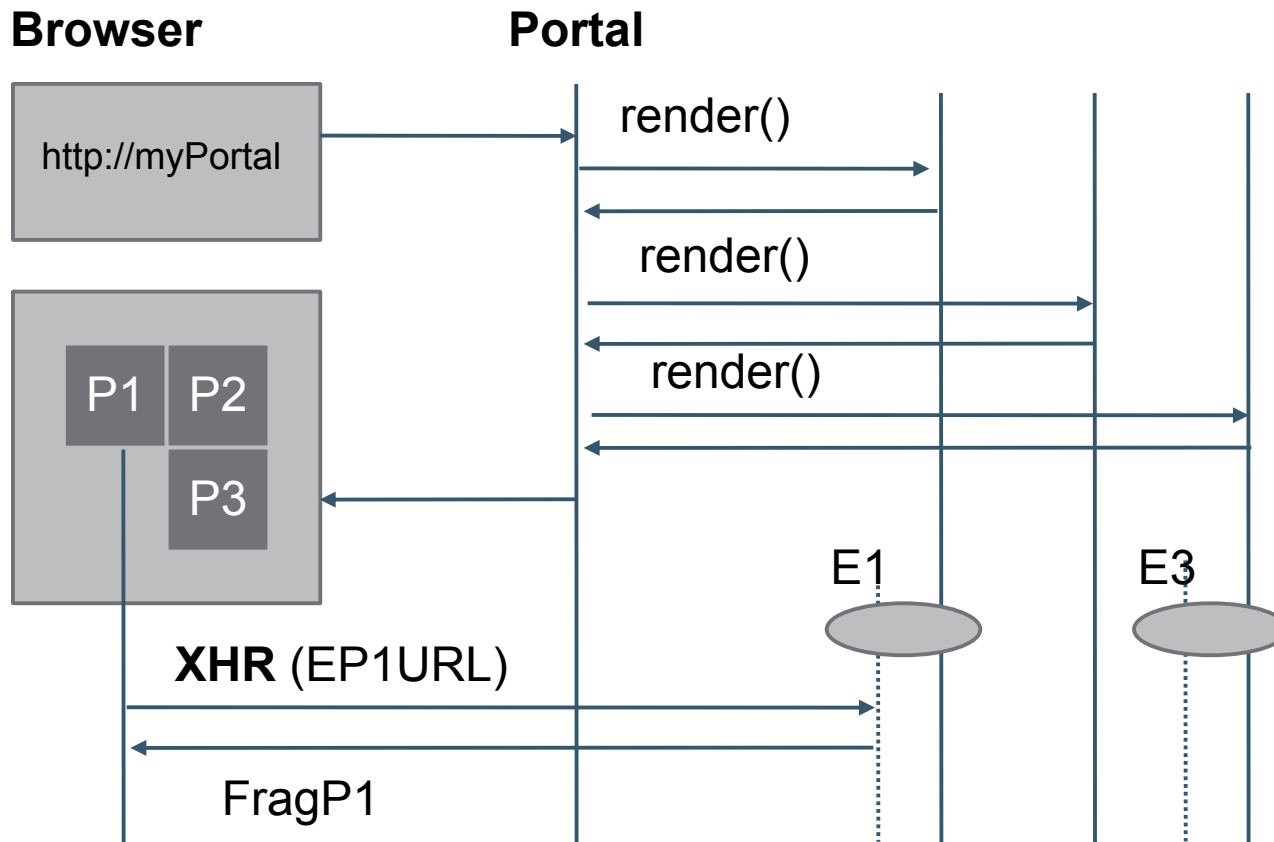 Browser
Portal
http://myPortal
render()
render()
render()
P1
P2
P3
E1
E3
XHR (EP1URL)
FragP1